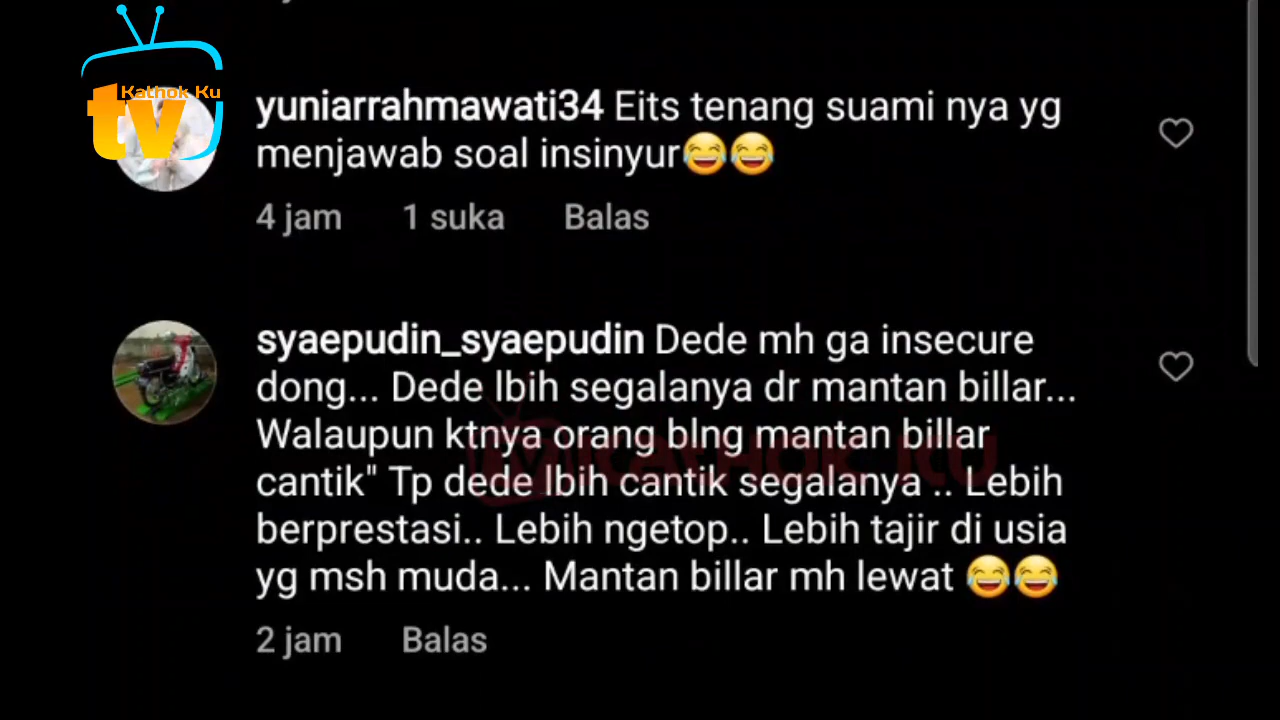 Kathok Ku
tv
yuniarrahmawati34 Eits tenang suami nya yg
menjawab soal insinyur😂😂
4 jam 1 suka Balas
syaepudin_syaepudin Dede mh ga insecure
dong... Dede lbih segalanya dr mantan billar...
Walaupun ktnya orang blng mantan billar
cantik" Tp dede lbih cantik segalanya .. Lebih
berprestasi.. Lebih ngetop.. Lebih tajir di usia
yg msh muda... Mantan billar mh lewat 😂😂
2 jam Balas
tv Kathok Ku